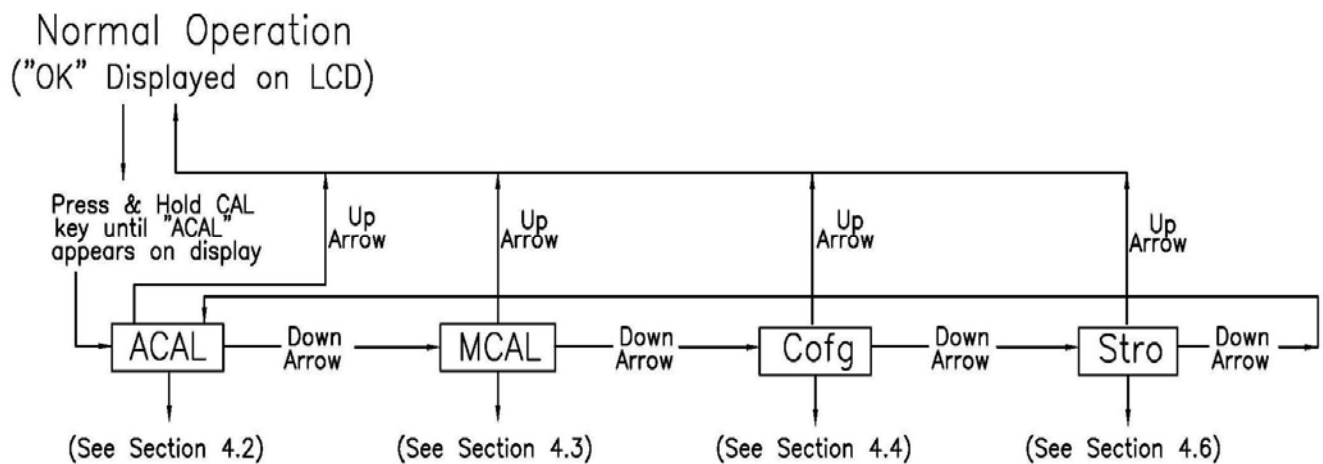 Normal Operation
("OK" Displayed on LCD)
Press & Hold CAL
key until "ACAL"
appears on display
Up
Arrow
Up
Arrow
Up
Arrow
Up
Arrow
ACAL
Down
Arrow
MCAL
Down
Arrow
Cofg
Down
Arrow
Stro
Down
Arrow
(See Section 4.2)
(See Section 4.3)
(See Section 4.4)
(See Section 4.6)